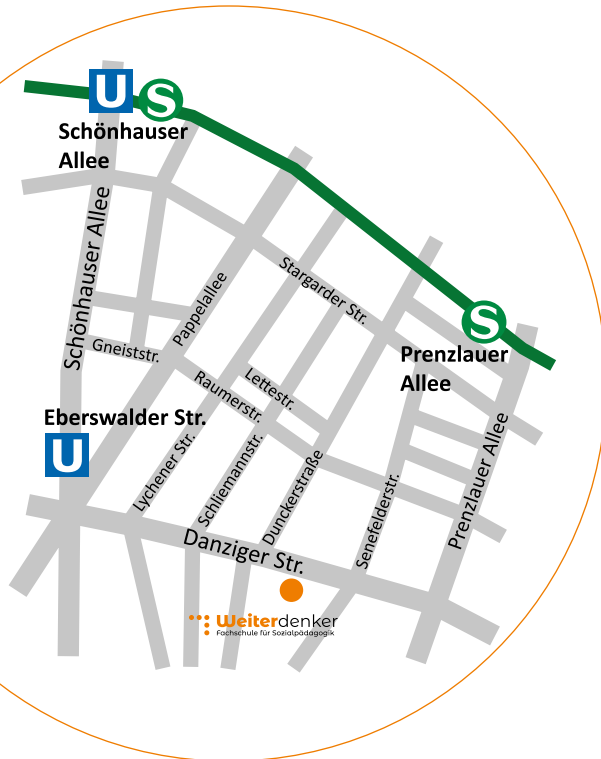 U S
Schönhauser
Allee
Schönhauser Allee
Stargarder Str.
Pappelallee
S
Prenzlauer
Allee
Gneiststr.
Raumerstr.
Lettestr.
Eberswalder Str.
U
Lychener Str.
Schliemannstr.
Dunckerstraße
Senefelderstr.
Prenzlauer Allee
Danziger Str.
Weiterdenker
Fachschule für Sozialpädagogik